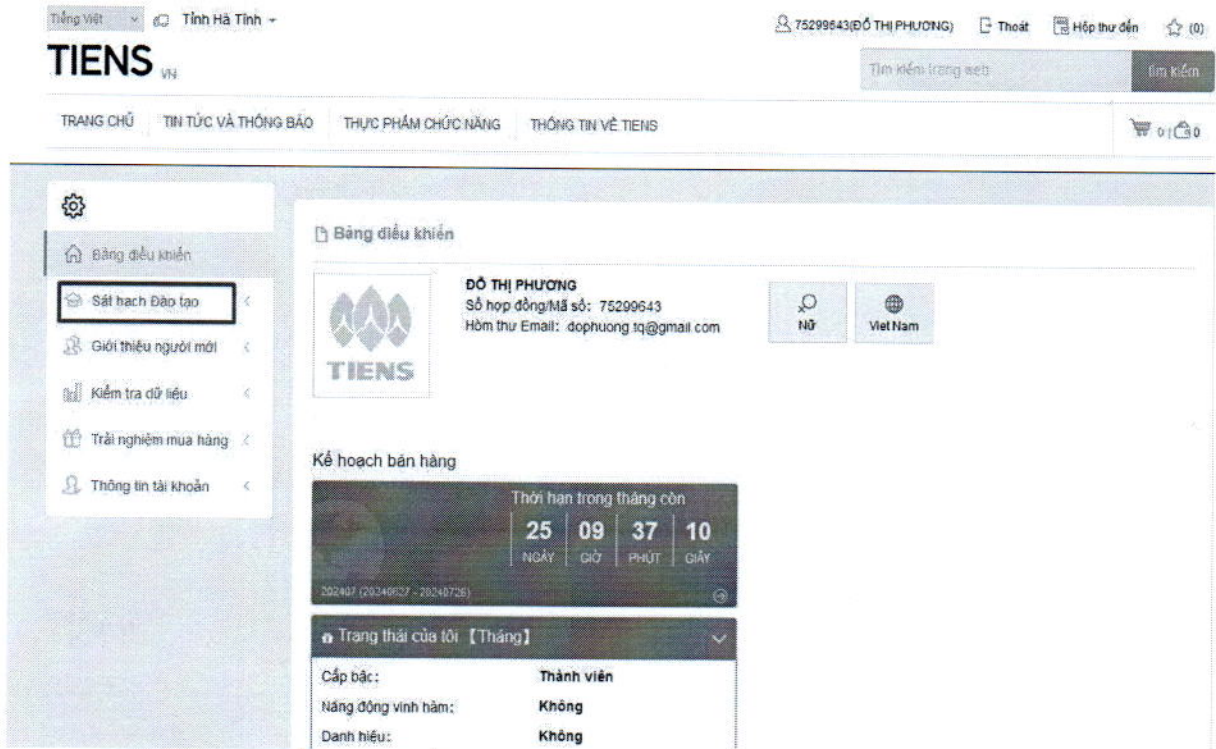 Tiếng Việt Tỉnh Hà Tĩnh 75299643(ĐỖ THỊ PHƯƠNG) Thoát Hộp thư đến (0)
TIENS VN
Tìm kiếm trang web tìm kiếm
TRANG CHỦ TIN TỨC VÀ THÔNG BÁO THỰC PHẨM CHỨC NĂNG THÔNG TIN VỀ TIENS 0 | 0
Bảng điều khiển
Sát hạch Đào tạo
Giới thiệu người mới
Kiểm tra dữ liệu
Trải nghiệm mua hàng
Thông tin tài khoản
Bảng điều khiển
TIENS
ĐỖ THỊ PHƯƠNG
Số hợp đồng/Mã số: 75299643
Hòm thư Email: dophuong.tq@gmail.com
Nữ
Viet Nam
Kế hoạch bán hàng
Thời hạn trong tháng còn
25 09 37 10
NGÀY GIỜ PHÚT GIÂY
202407 (20240627 - 20240726)
Trạng thái của tôi【Tháng】
Cấp bậc: Thành viên
Năng động vinh hàm: Không
Danh hiệu: Không